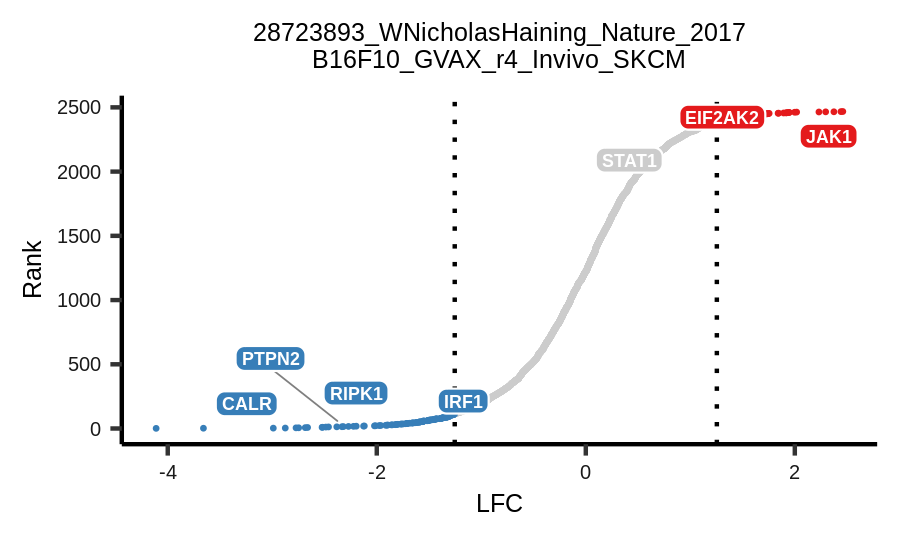 28723893_WNicholasHaining_Nature_2017
B16F10_GVAX_r4_Invivo_SKCM
2500
2000
1500
1000
500
0
Rank
EIF2AK2
JAK1
STAT1
PTPN2
RIPK1
CALR
IRF1
-4
-2
0
2
LFC